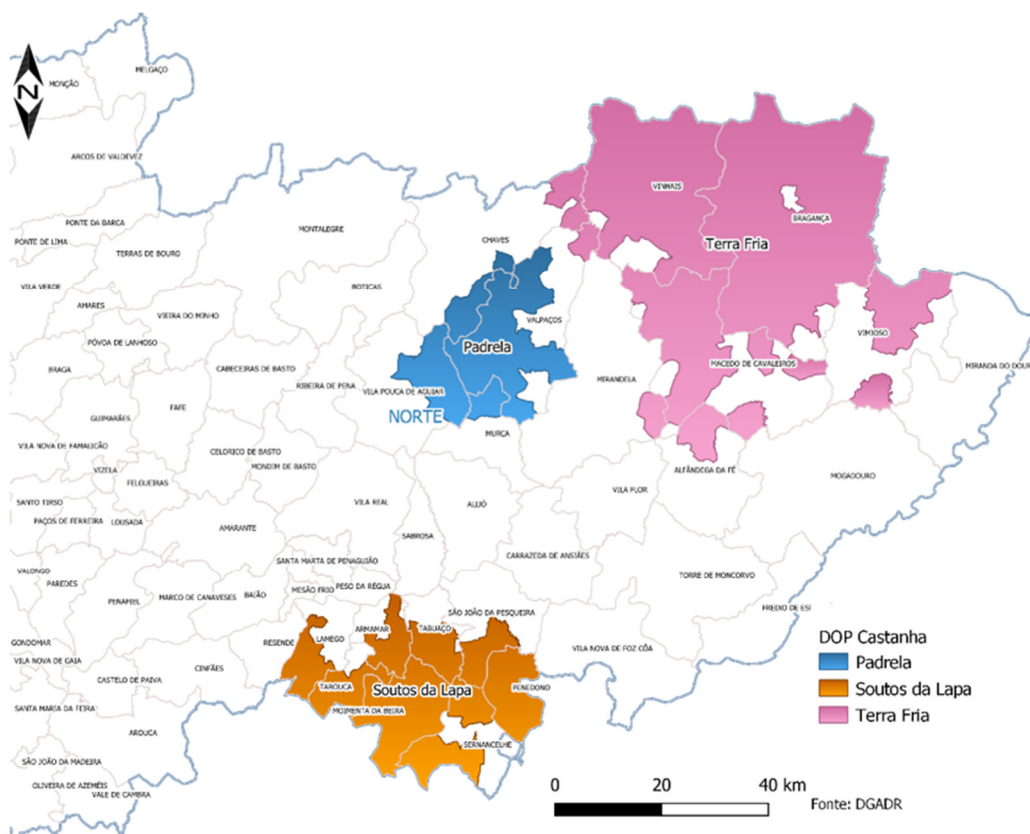 MELGAÇO
MONÇÃO
N
ARCOS DE VALDEVEZ
VINHAIS
BRAGANÇA
PONTE DA BARCA
MONTALEGRE
PONTE DE LIMA
CHAVES
Terra Fria
TERRAS DE BOURO
VILA VERDE
BOTICAS
AMARES
VIEIRA DO MINHO
VALPAÇOS
VIMIOSO
PÓVOA DE LANHOSO
Padrela
BRAGA
CABECEIRAS DE BASTO
MACEDO DE CAVALEIROS
MIRANDA DO DOUR
RIBEIRA DE PENA
VILA POUCA DE AGUIAR
MIRANDELA
FAFE
NORTE
GUIMARÃES
MURÇA
VILA NOVA DE FAMALICÃO
CELORICO DE BASTO
MONDIM DE BASTO
VIZELA
ALFÂNDEGA DA FÉ
MOGADOURO
FELGUEIRAS
VILA FLOR
SANTO TIRSO
VILA REAL
ALIJÓ
PAÇOS DE FERREIRA
LOUSADA
AMARANTE
SABROSA
CARRAZEDA DE ANSIÃES
SANTA MARTA DE PENAGUIÃO
VALONGO
TORRE DE MONCORVO
PAREDES
PESO DA RÉGUA
MESÃO FRIO
BAIÃO
MARCO DE CANAVESES
PENAFIEL
FREIXO DE ESP
SÃO JOÃO DA PESQUEIRA
ARMAMAR
TABUAÇO
LAMEGO
RESENDE
GONDOMAR
VILA NOVA DE FOZ CÔA
DOP Castanha
VILA NOVA DE GAIA
CINFÃES
Padrela
CASTELO DE PAIVA
TAROUCA
Soutos da Lapa
PENEDONO
Soutos da Lapa
SANTA MARIA DA FEIRA
MOIMENTA DA BEIRA
Terra Fria
AROUCA
SERNANCELHE
SÃO JOÃO DA MADEIRA
OLIVEIRA DE AZEMÉIS
VALE DE CAMBRA
0 20 40 km
Fonte: DGADR